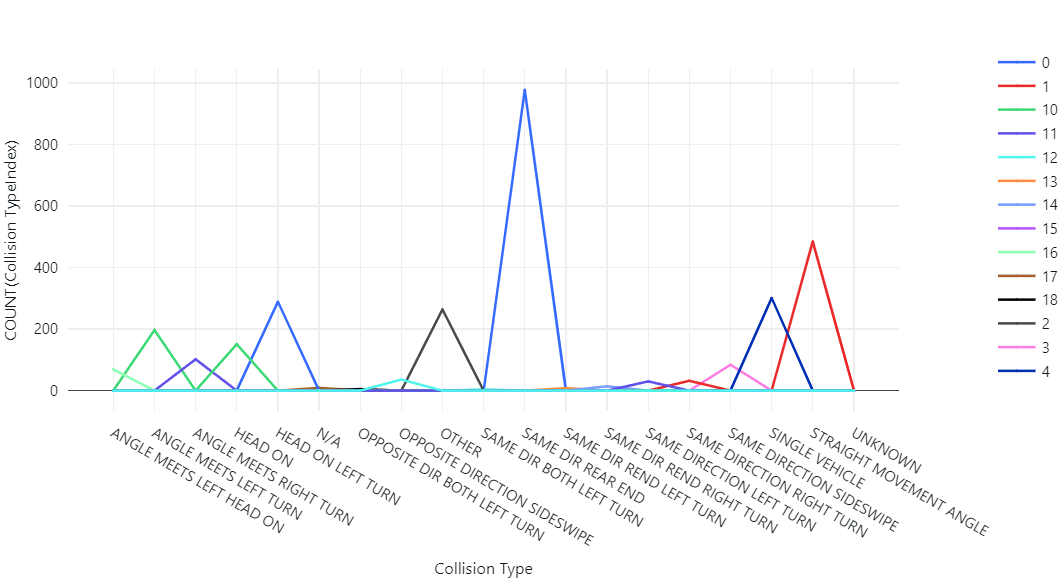 COUNT(Collision TypeIndex)
1000
800
600
400
200
0
ANGLE MEETS LEFT HEAD ON
ANGLE MEETS LEFT TURN
ANGLE MEETS RIGHT TURN
HEAD ON
HEAD ON LEFT TURN
N/A
OPPOSITE DIR BOTH LEFT TURN
OPPOSITE DIRECTION SIDESWIPE
OTHER
SAME DIR BOTH LEFT TURN
SAME DIR REAR END
SAME DIR REND LEFT TURN
SAME DIR REND RIGHT TURN
SAME DIRECTION LEFT TURN
SAME DIRECTION RIGHT TURN
SAME DIRECTION SIDESWIPE
SINGLE VEHICLE
STRAIGHT MOVEMENT ANGLE
UNKNOWN
Collision Type
0
1
10
11
12
13
14
15
16
17
18
2
3
4